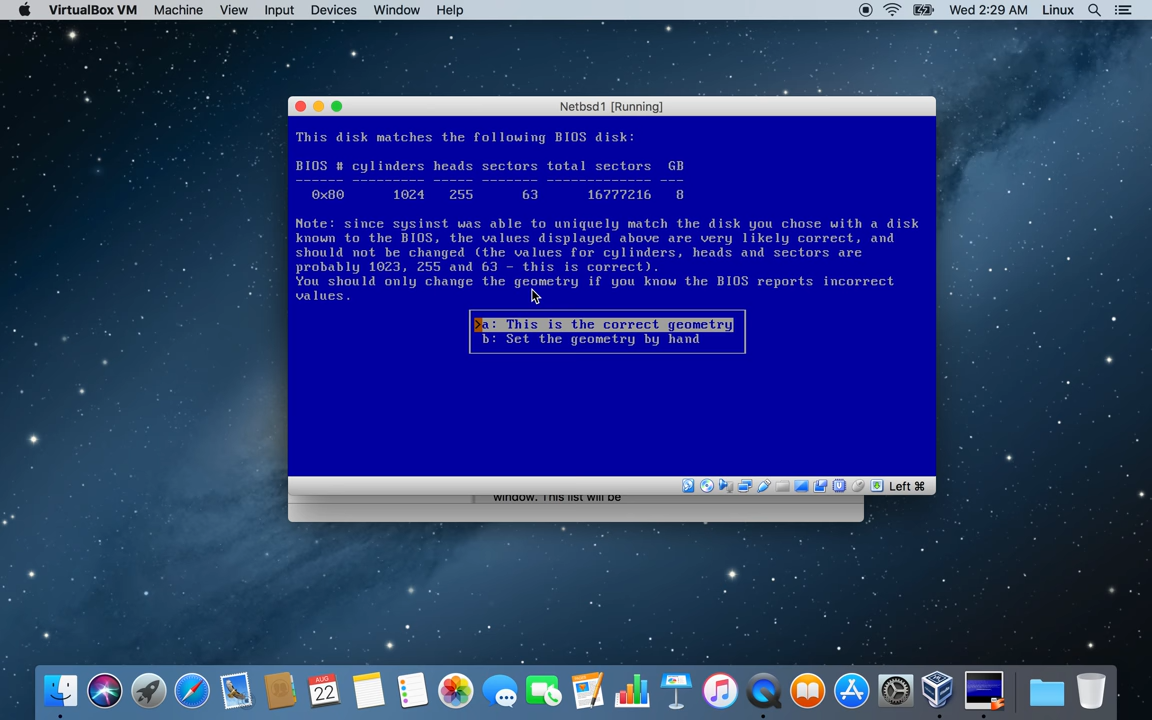 VirtualBox VM Machine View Input Devices Window Help Wed 2:29 AM Linux
Netbsd1 [Running]
This disk matches the following BIOS disk:
BIOS # cylinders heads sectors total sectors GB
------ --------- ----- ------- ------------- ---
0x80 1024 255 63 16777216 8
Note: since sysinst was able to uniquely match the disk you chose with a disk
known to the BIOS, the values displayed above are very likely correct, and
should not be changed (the values for cylinders, heads and sectors are
probably 1023, 255 and 63 - this is correct).
You should only change the geometry if you know the BIOS reports incorrect
values.
>a: This is the correct geometry
b: Set the geometry by hand
Left ⌘
window. This list will be
AUG
22